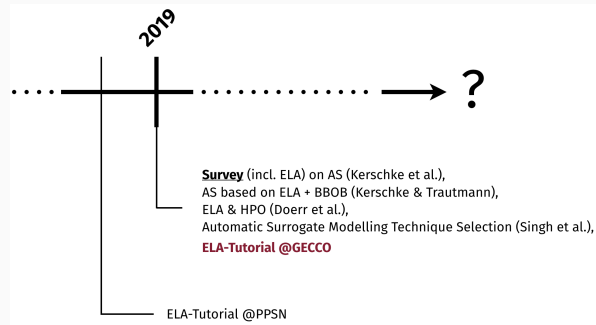 2019
?
Survey (incl. ELA) on AS (Kerschke et al.),
AS based on ELA + BBOB (Kerschke & Trautmann),
ELA & HPO (Doerr et al.),
Automatic Surrogate Modelling Technique Selection (Singh et al.),
ELA-Tutorial @GECCO
ELA-Tutorial @PPSN